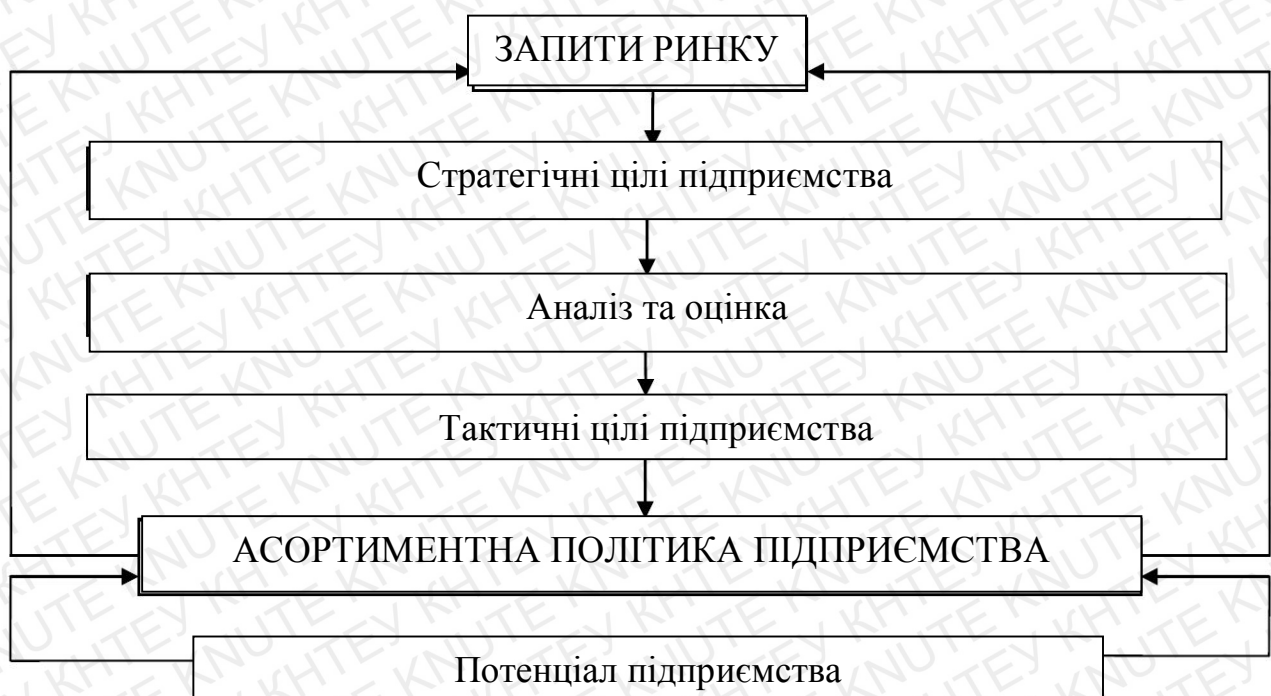 ЗАПИТИ РИНКУ
Стратегічні цілі підприємства
Аналіз та оцінка
Тактичні цілі підприємства
АСОРТИМЕНТНА ПОЛІТИКА ПІДПРИЄМСТВА
Потенціал підприємства